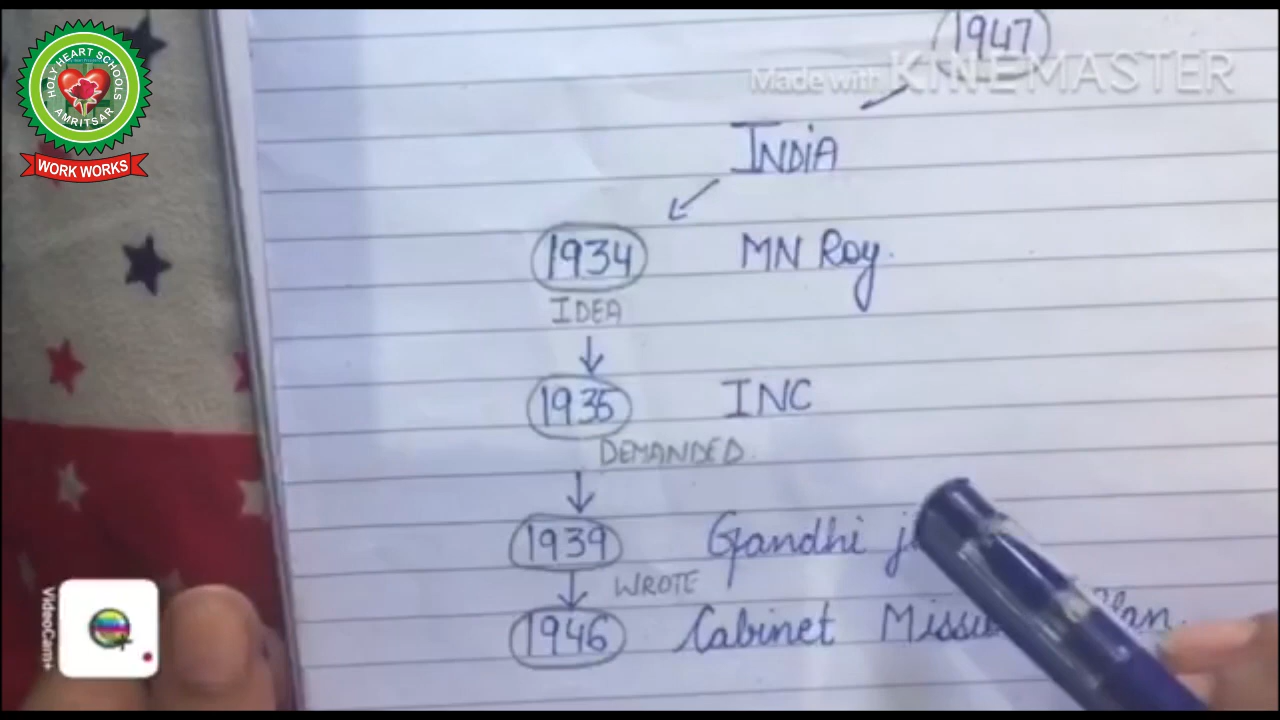 HOLY HEART SCHOOLS
AMRITSAR
WORK WORKS
1947
Made with KINEMASTER
INDIA
1934 MN Roy.
IDEA
1935 INC
DEMANDED.
1939 Gandhi
WROTE
1946 Cabinet Plan.
VideoCam+